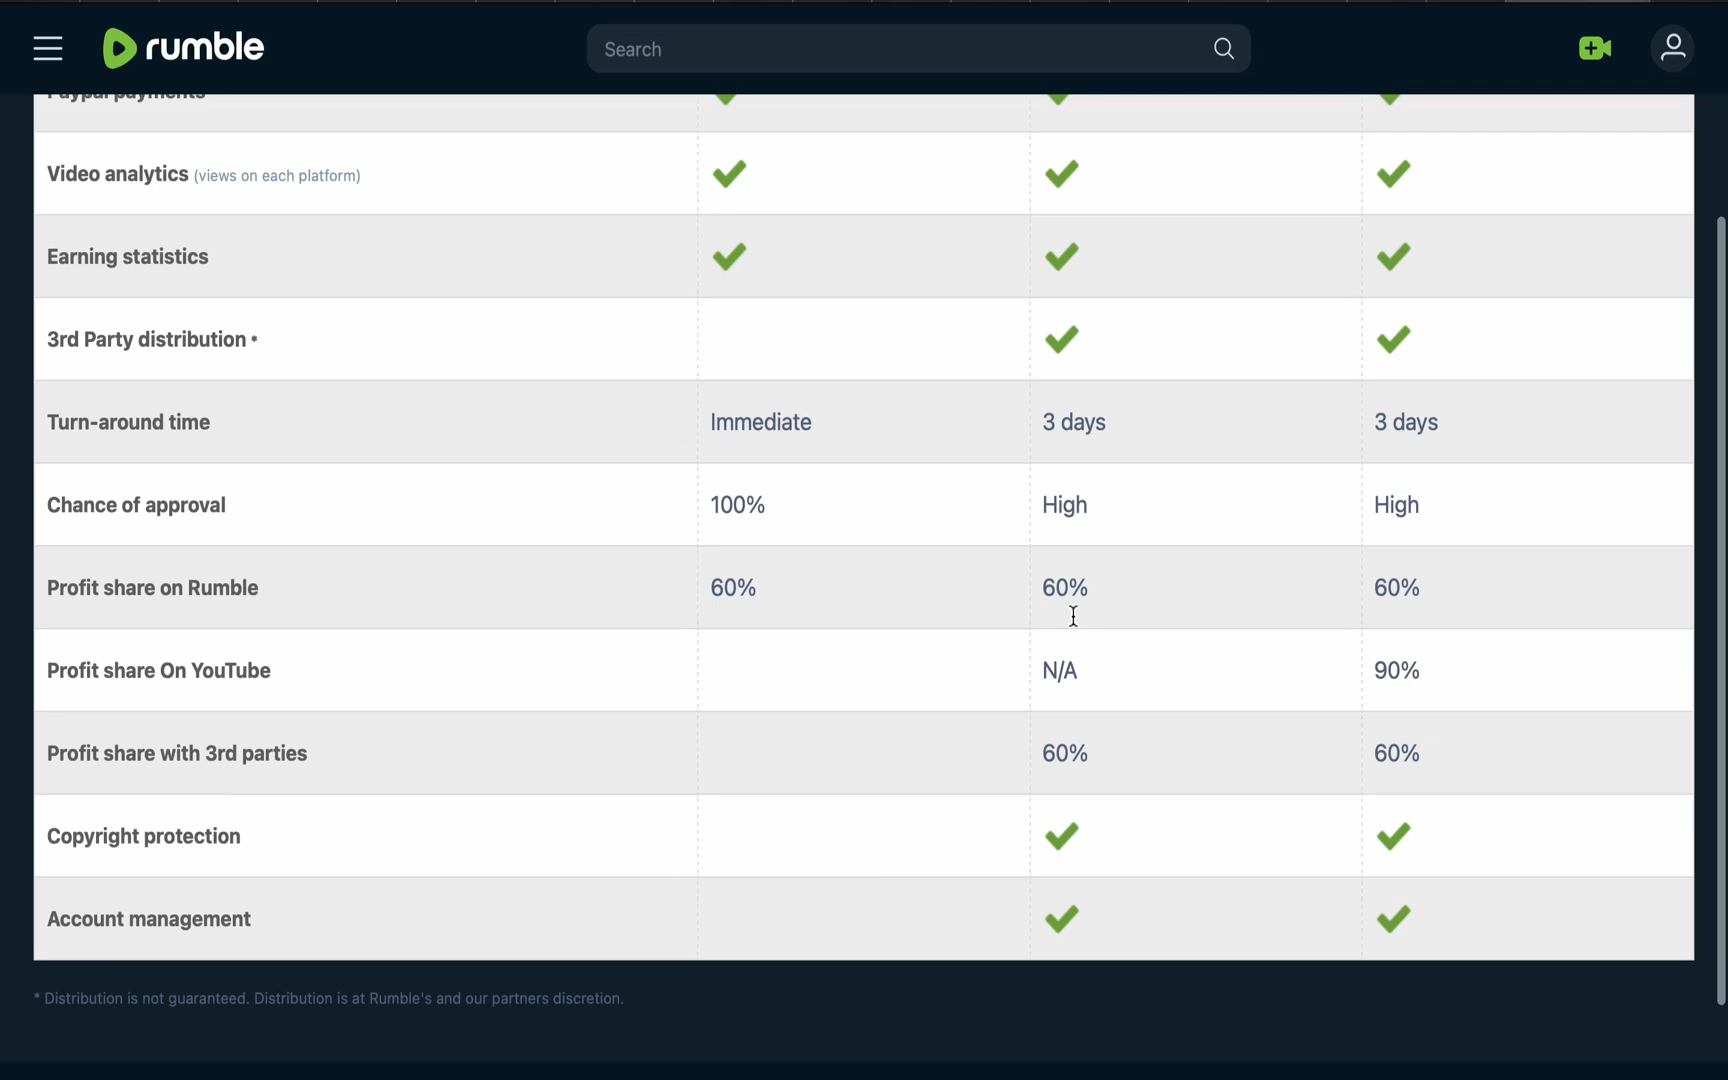 rumble
Search
Paypal payments
Video analytics (views on each platform)
Earning statistics
3rd Party distribution *
Turn-around time Immediate 3 days 3 days
Chance of approval 100% High High
Profit share on Rumble 60% 60% 60%
Profit share On YouTube N/A 90%
Profit share with 3rd parties 60% 60%
Copyright protection
Account management
* Distribution is not guaranteed. Distribution is at Rumble's and our partners discretion.